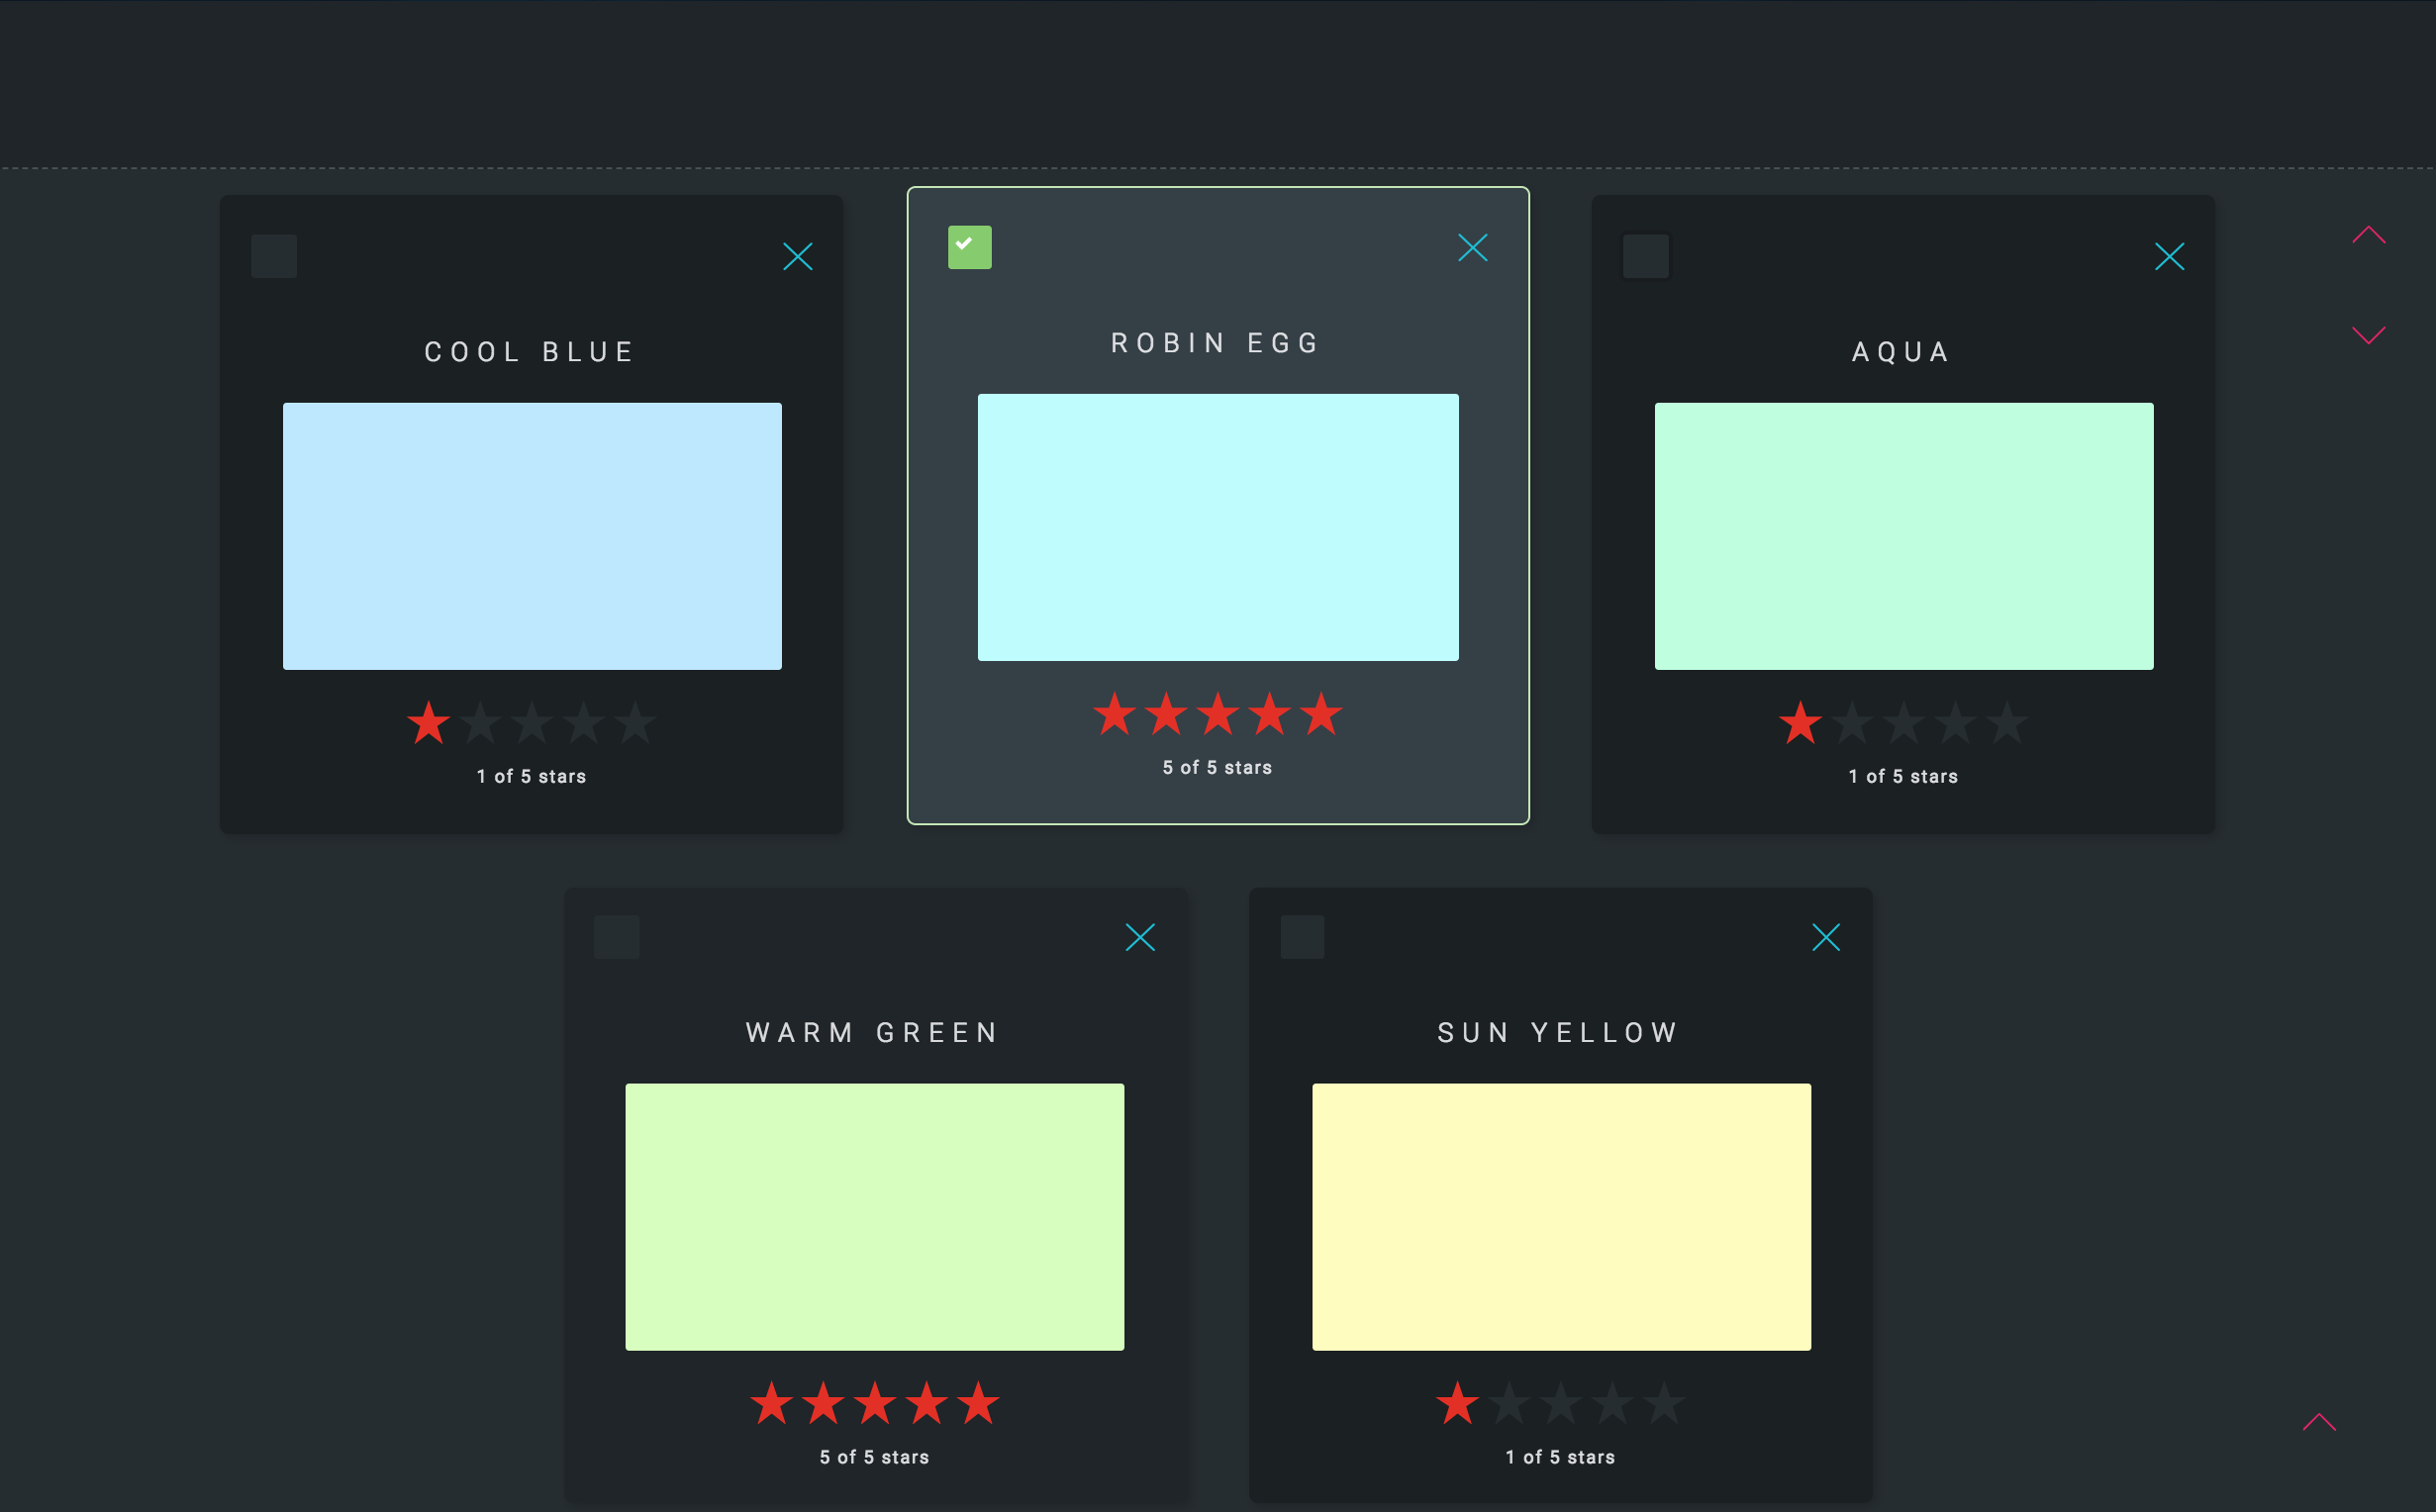 COOL BLUE
1 of 5 stars
ROBIN EGG
5 of 5 stars
AQUA
1 of 5 stars
WARM GREEN
5 of 5 stars
SUN YELLOW
1 of 5 stars